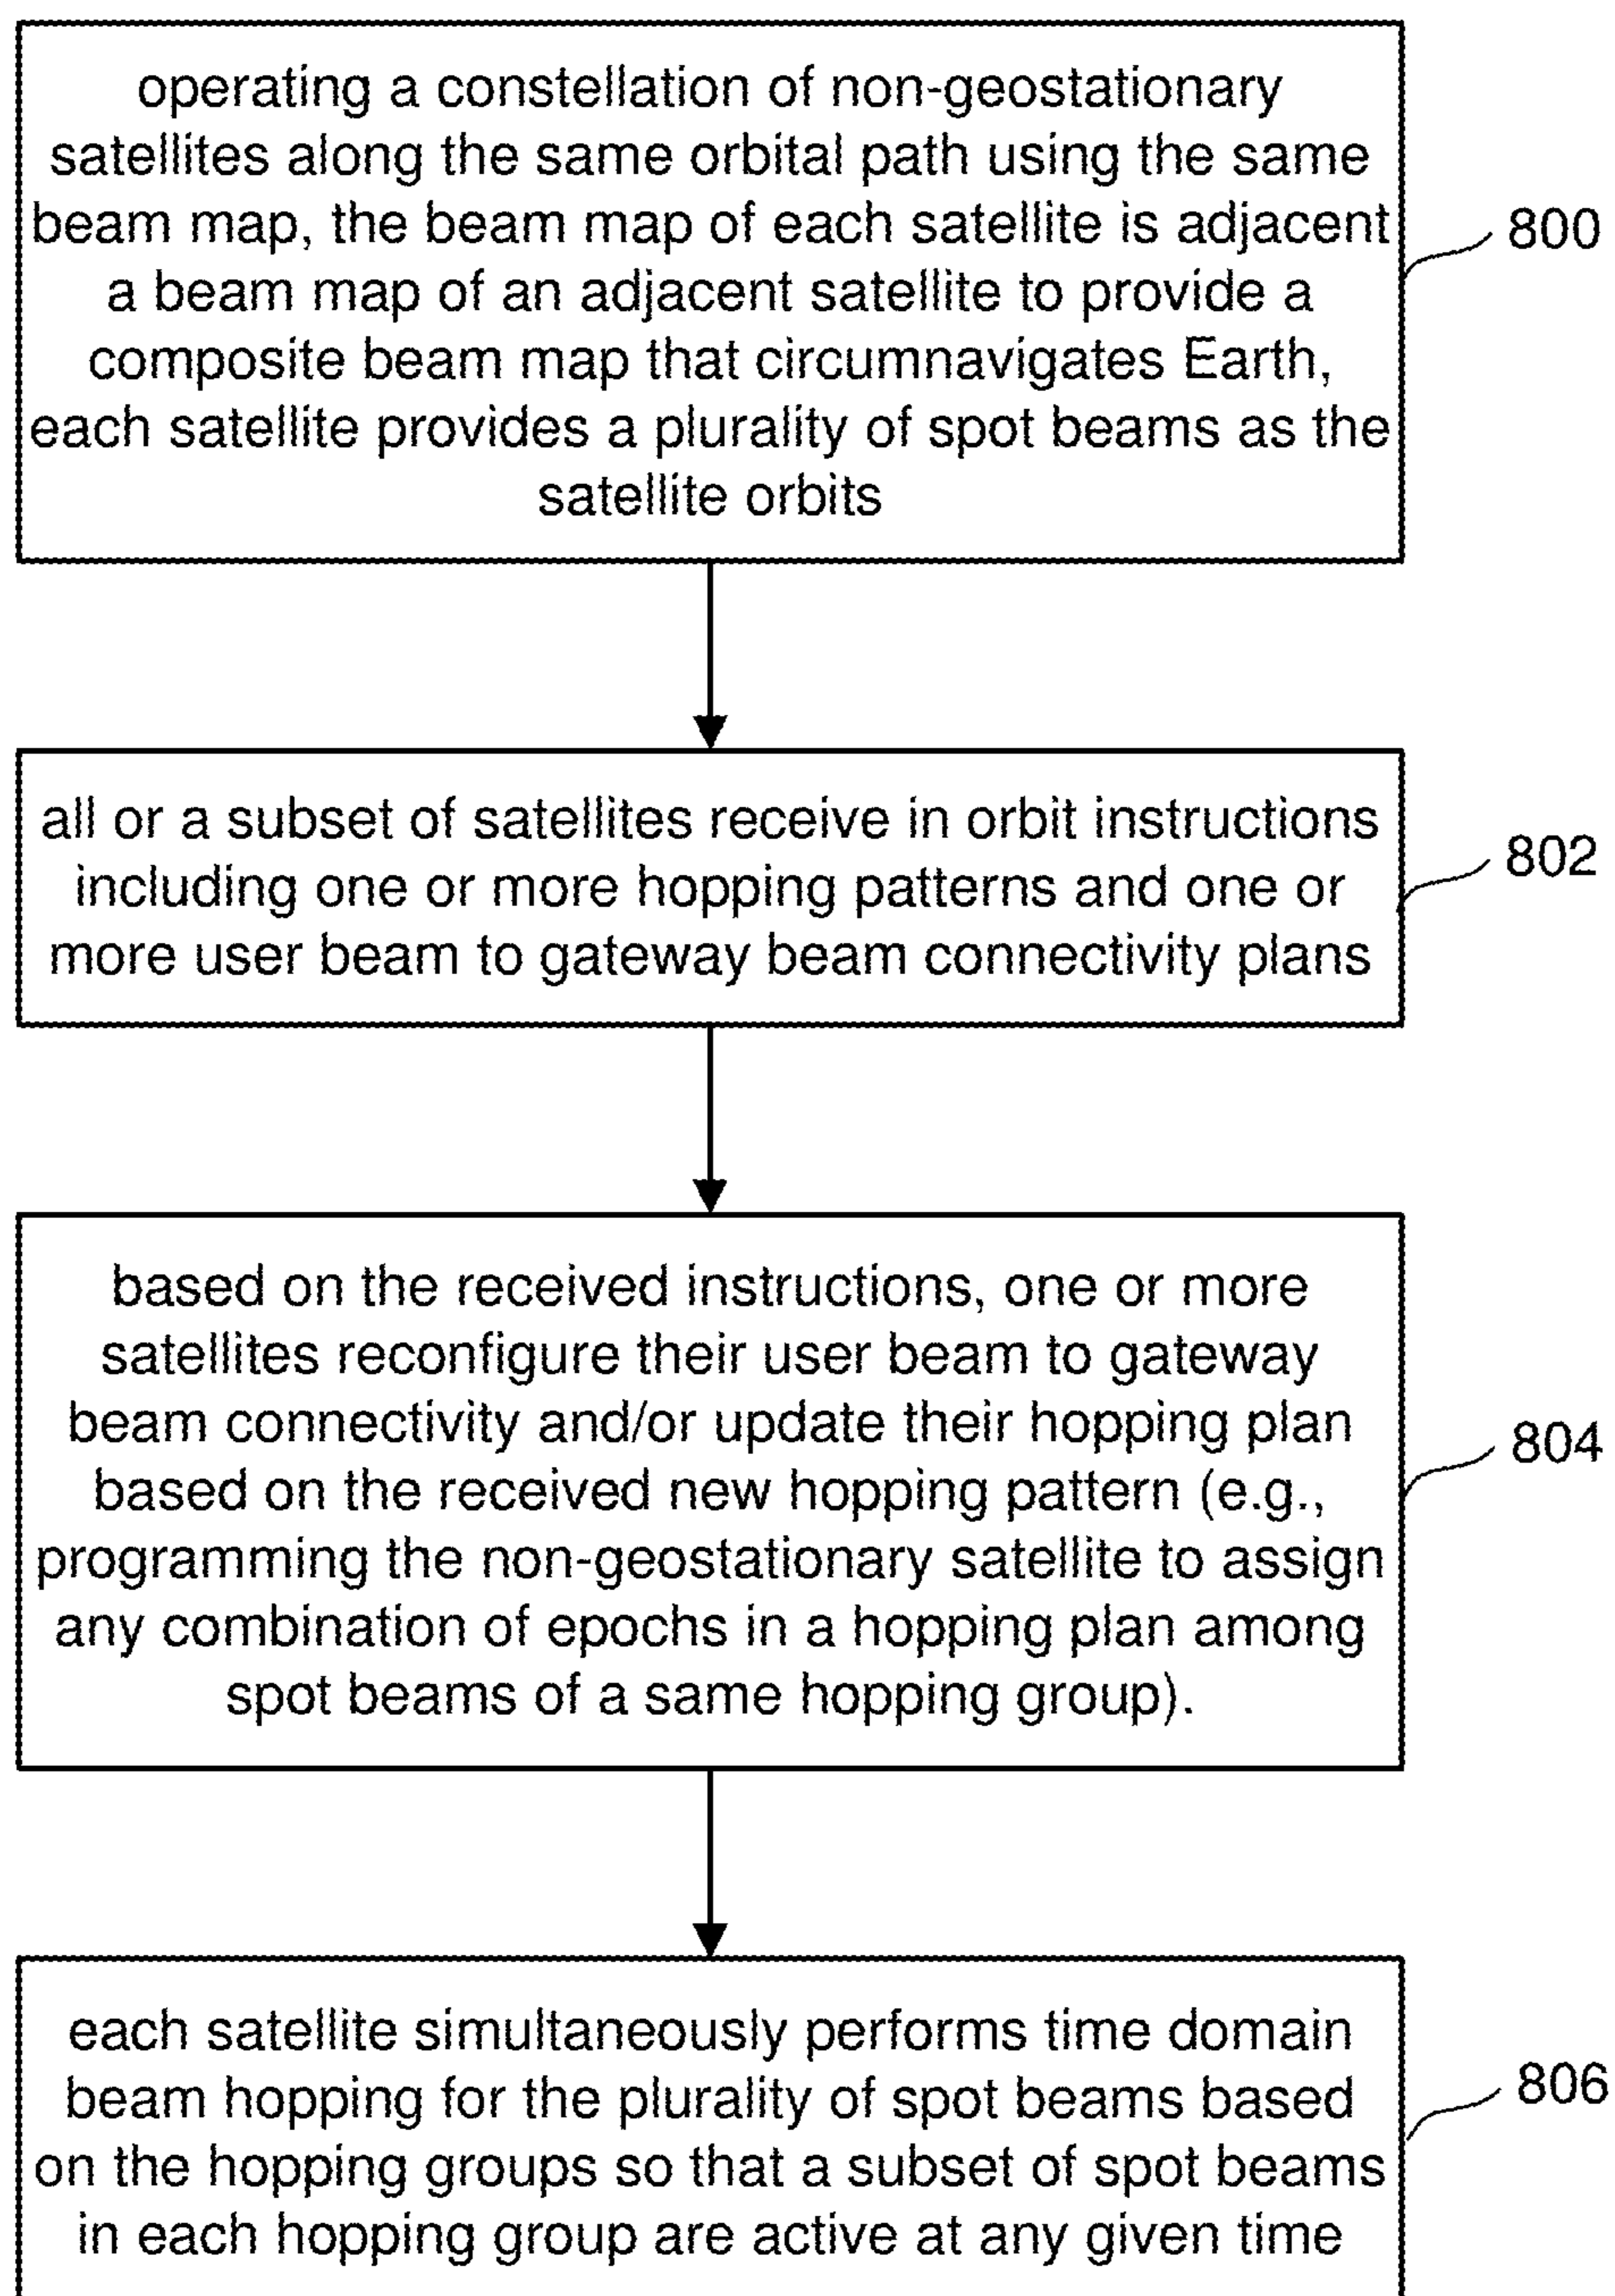 operating a constellation of non-geostationary
satellites along the same orbital path using the same
beam map, the beam map of each satellite is adjacent
a beam map of an adjacent satellite to provide a
composite beam map that circumnavigates Earth,
each satellite provides a plurality of spot beams as the
satellite orbits
800
all or a subset of satellites receive in orbit instructions
including one or more hopping patterns and one or
more user beam to gateway beam connectivity plans
802
based on the received instructions, one or more
satellites reconfigure their user beam to gateway
beam connectivity and/or update their hopping plan
based on the received new hopping pattern (e.g.,
programming the non-geostationary satellite to assign
any combination of epochs in a hopping plan among
spot beams of a same hopping group).
804
each satellite simultaneously performs time domain
beam hopping for the plurality of spot beams based
on the hopping groups so that a subset of spot beams
in each hopping group are active at any given time
806